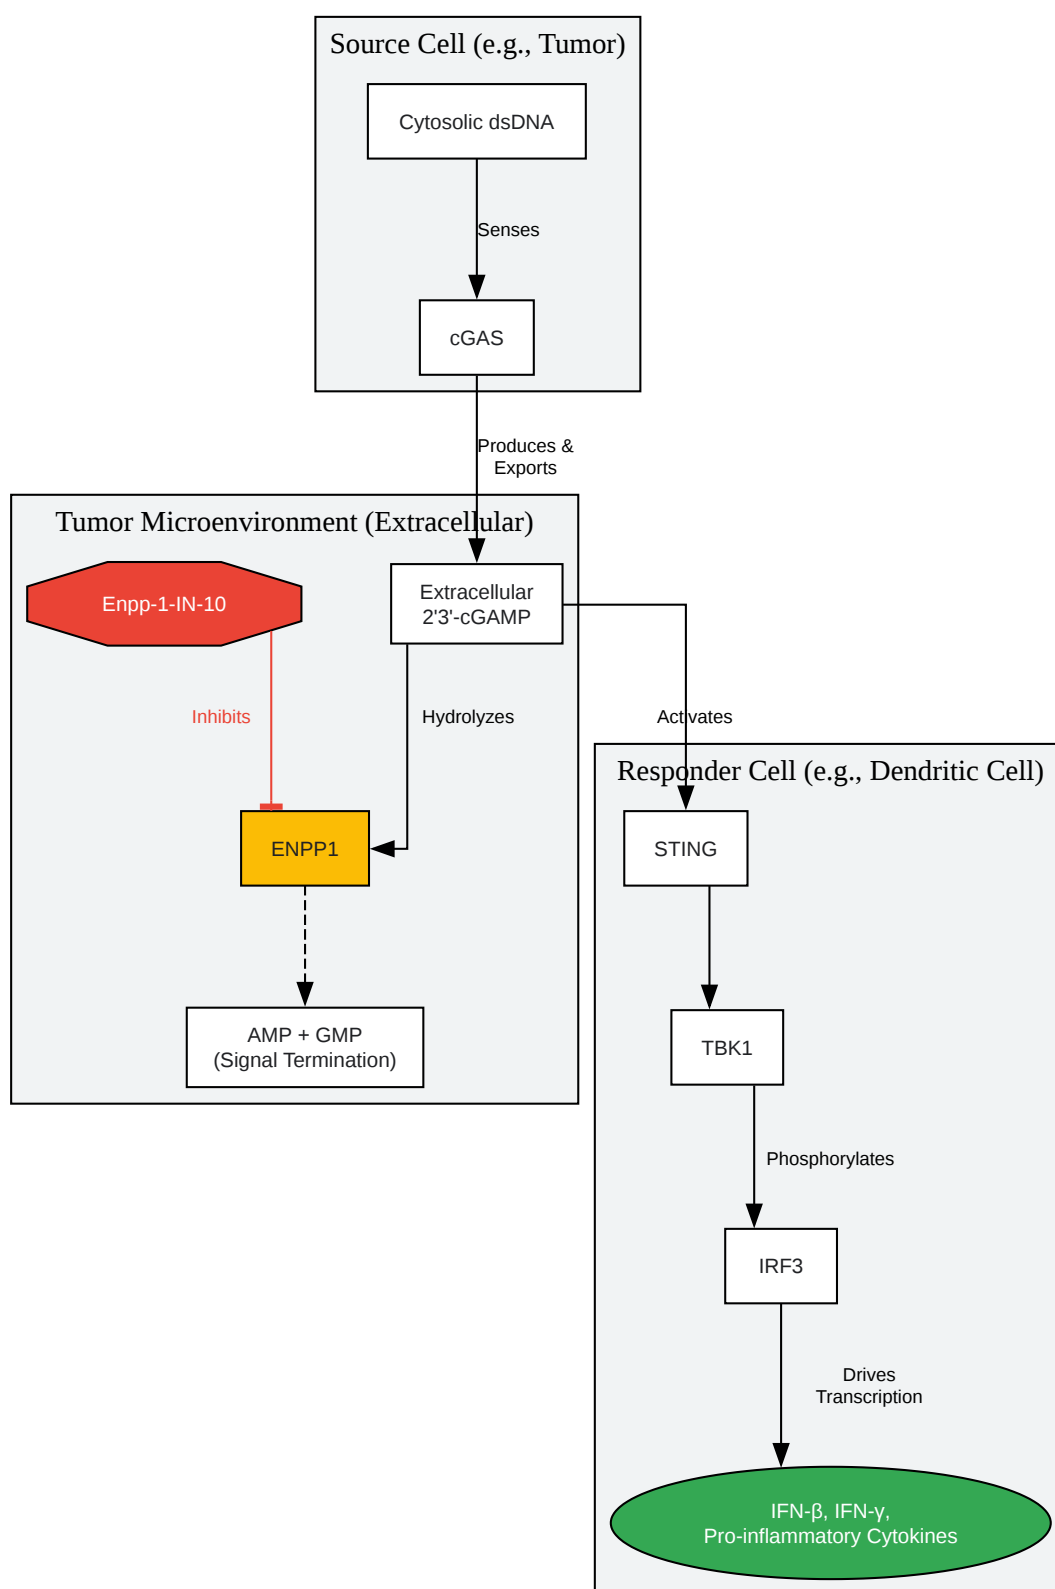 Source Cell (e.g., Tumor)
Cytosolic dsDNA
Senses
cGAS
Produces &
Exports
Tumor Microenvironment (Extracellular)
Enpp-1-IN-10
Extracellular
2'3'-cGAMP
Inhibits
Hydrolyzes
Activates
Responder Cell (e.g., Dendritic Cell)
ENPP1
STING
AMP + GMP
(Signal Termination)
TBK1
Phosphorylates
IRF3
Drives
Transcription
IFN-β, IFN-γ,
Pro-inflammatory Cytokines